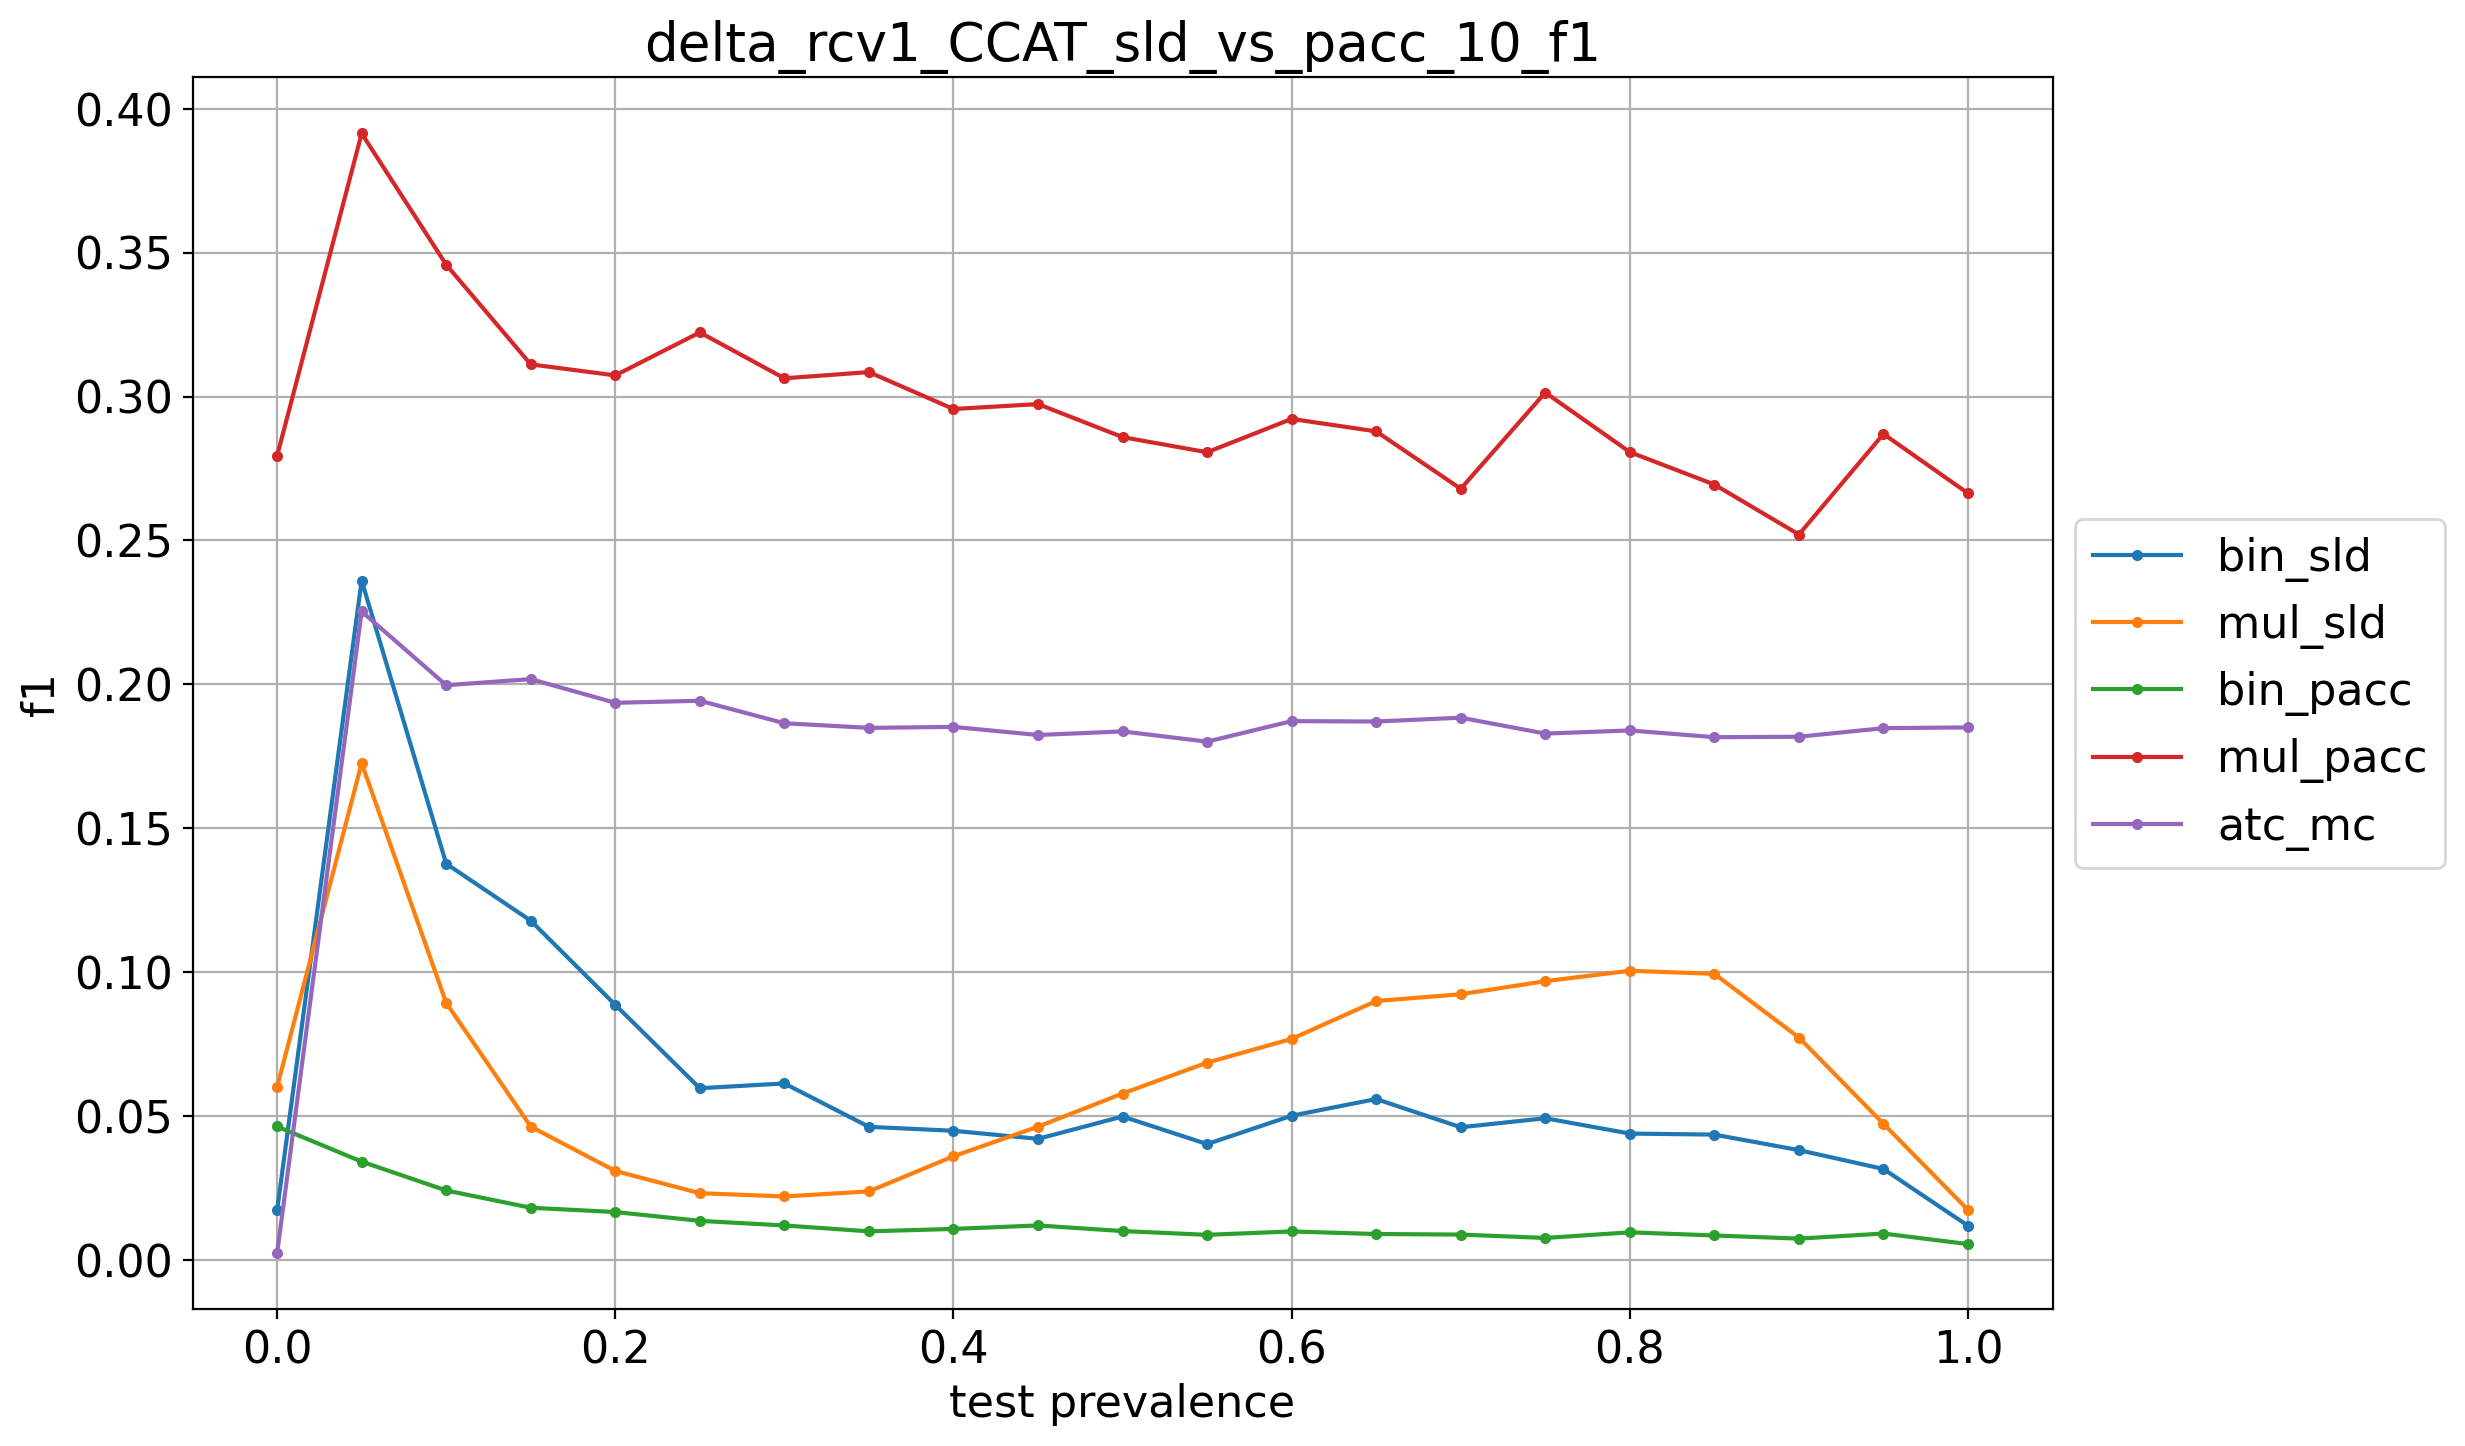 delta_rcv1_CCAT_sld_vs_pacc_10_f1
0.40
0.35
0.30
0.25
0.20
0.15
0.10
0.05
0.00
f1
0.0 0.2 0.4 0.6 0.8 1.0
test prevalence
bin_sld
mul_sld
bin_pacc
mul_pacc
atc_mc